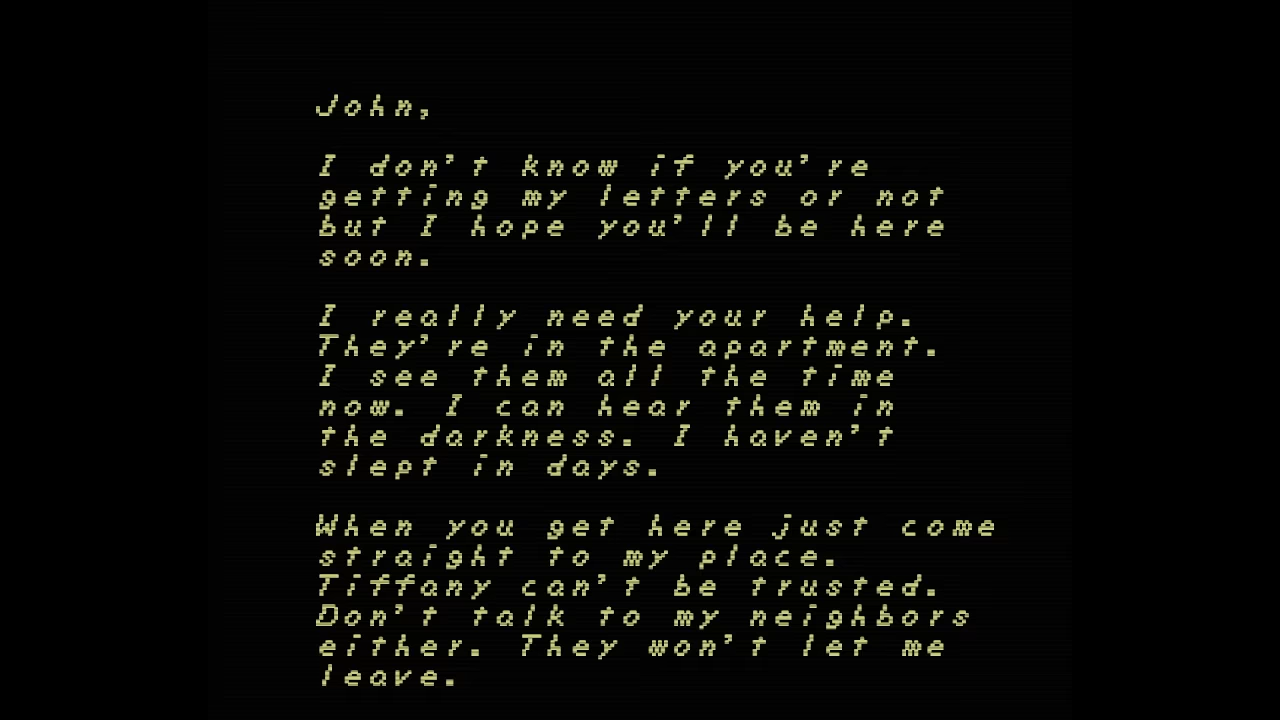 John,
I don't know if you're
getting my letters or not
but I hope you'll be here
soon.
I really need your help.
They're in the apartment.
I see them all the time
now. I can hear them in
the darkness. I haven't
slept in days.
When you get here just come
straight to my place.
Tiffany can't be trusted.
Don't talk to my neighbors
either. They won't let me
leave.